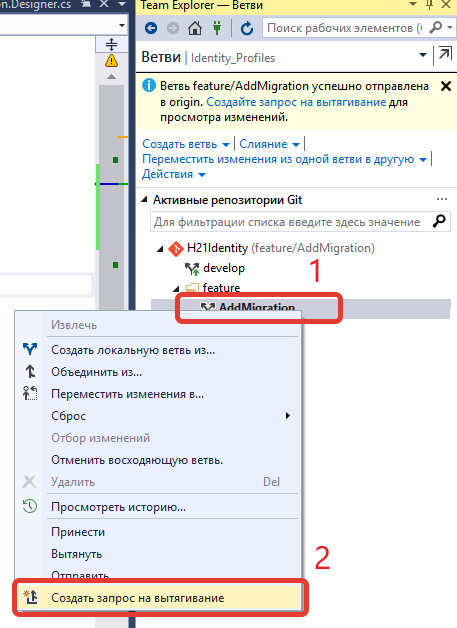 on.Designer.cs
Team Explorer — Ветви
Поиск рабочих элементов (C
Ветви | Identity_Profiles
Ветвь feature/AddMigration успешно отправлена
в origin. Создайте запрос на вытягивание для
просмотра изменений.
Создать ветвь | Слияние |
Переместить изменения из одной ветви в другую |
Действия
Активные репозитории Git
Для фильтрации списка введите здесь значение
H21Identity (feature/AddMigration)
1
develop
feature
AddMigration
Извлечь
Создать локальную ветвь из...
Объединить из...
Переместить изменения в...
Сброс
Отбор изменений
Отменить восходящую ветвь.
Удалить Del
Просмотреть историю...
Принести
Вытянуть
2
Отправить
Создать запрос на вытягивание